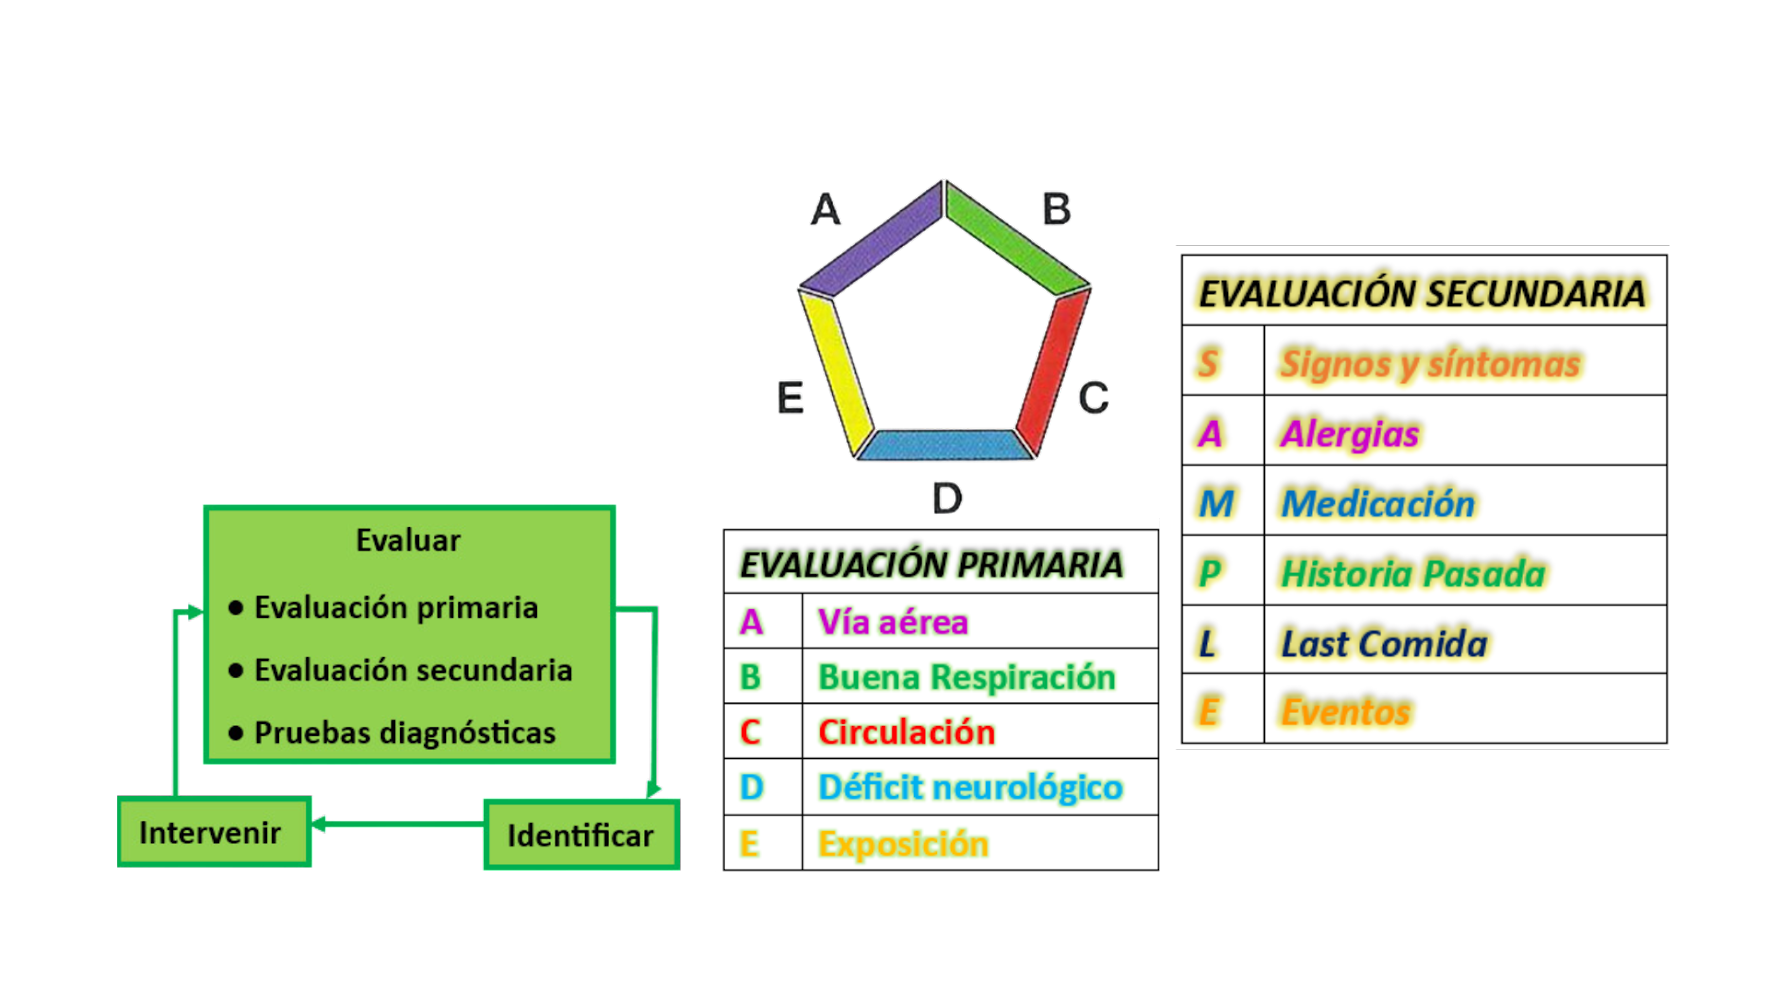 Evaluar
● Evaluación primaria
● Evaluación secundaria
● Pruebas diagnósticas
Intervenir
Identificar
A
B
E
C
D
EVALUACIÓN PRIMARIA
A Vía aérea
B Buena Respiración
C Circulación
D Déficit neurológico
E Exposición
EVALUACIÓN SECUNDARIA
S Signos y síntomas
A Alergias
M Medicación
P Historia Pasada
L Last Comida
E Eventos